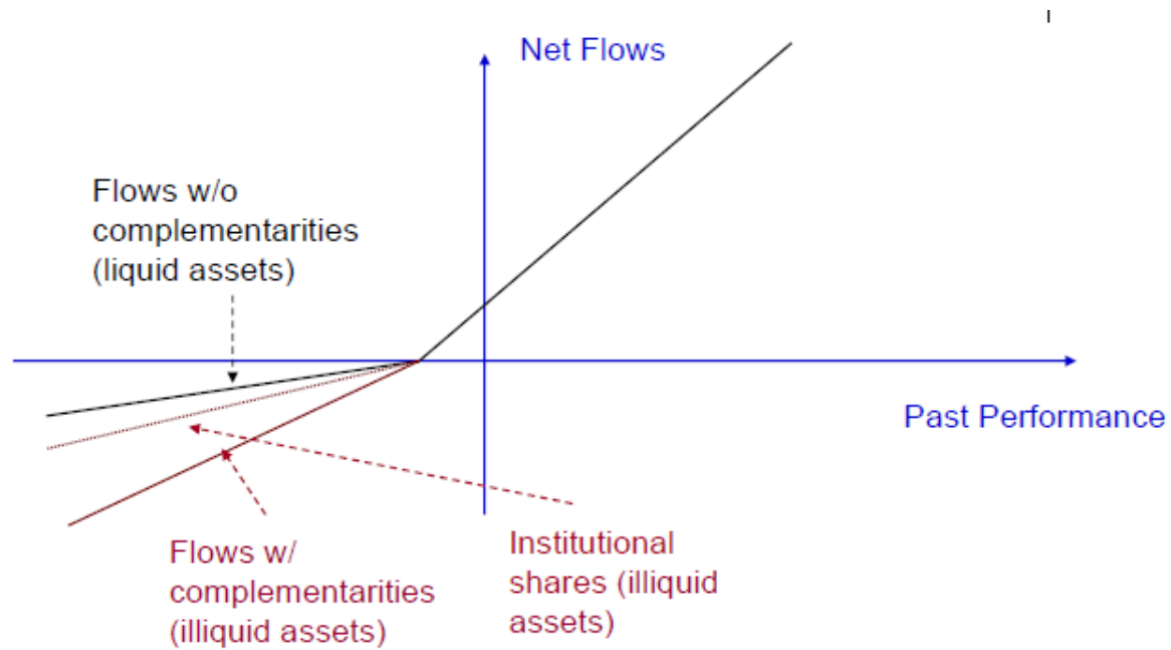 Net Flows
Flows w/o
complementarities
(liquid assets)
Past Performance
Flows w/
complementarities
(illiquid assets)
Institutional
shares (illiquid
assets)